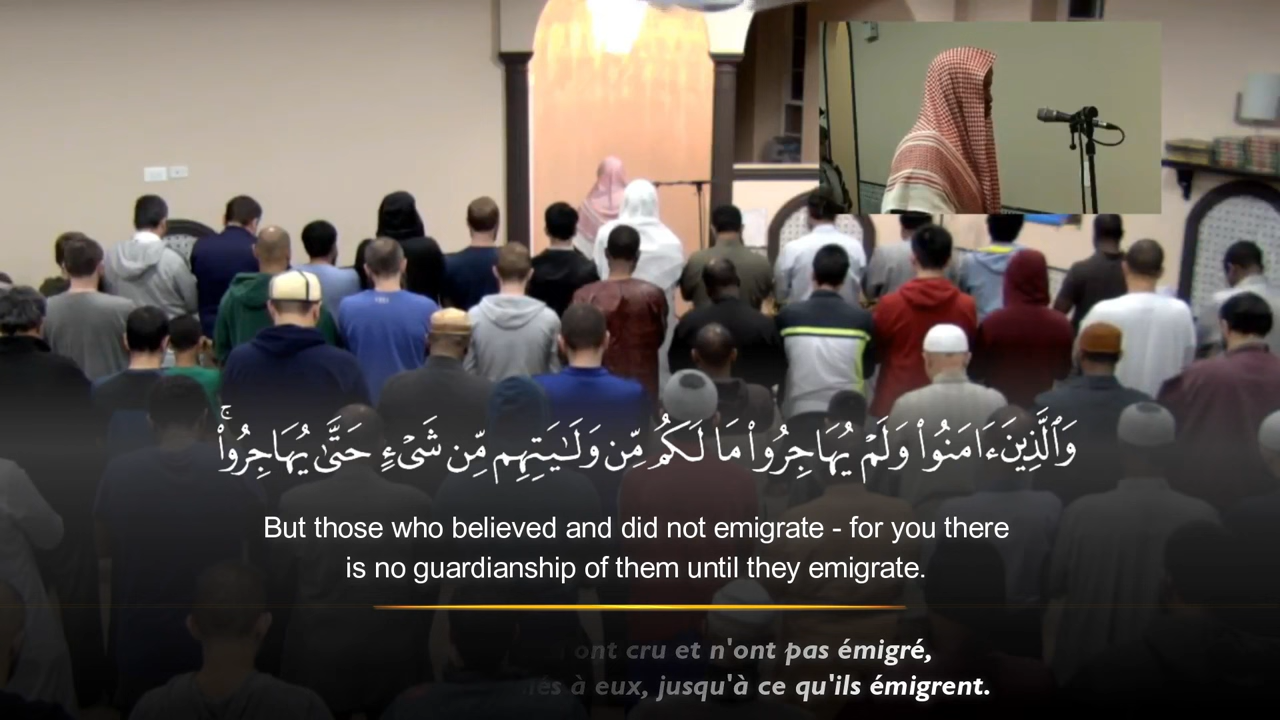 وَٱلَّذِينَ ءَامَنُوا۟ وَلَمْ يُهَاجِرُوا۟ مَا لَكُم مِّن وَلَـٰيَتِهِم مِّن شَىْءٍ حَتَّىٰ يُهَاجِرُوا۟ ۚ
But those who believed and did not emigrate - for you there
is no guardianship of them until they emigrate.
ont cru et n'ont pas émigré,
à eux, jusqu'à ce qu'ils émigrent.